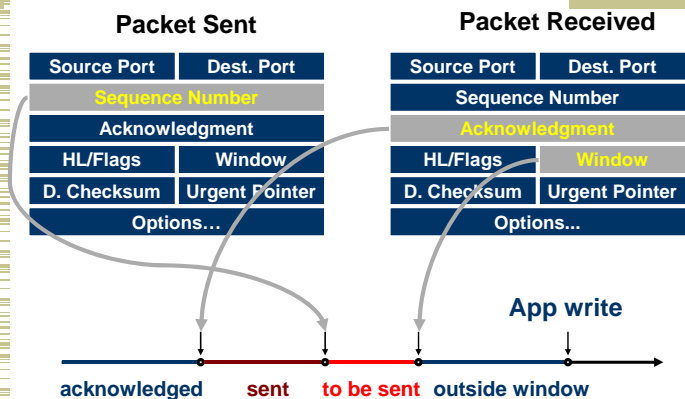 Packet Sent
Source Port Dest. Port
Sequence Number
Acknowledgment
HL/Flags Window
D. Checksum Urgent Pointer
Options…
Packet Received
Source Port Dest. Port
Sequence Number
Acknowledgment
HL/Flags Window
D. Checksum Urgent Pointer
Options...
App write
acknowledged sent to be sent outside window